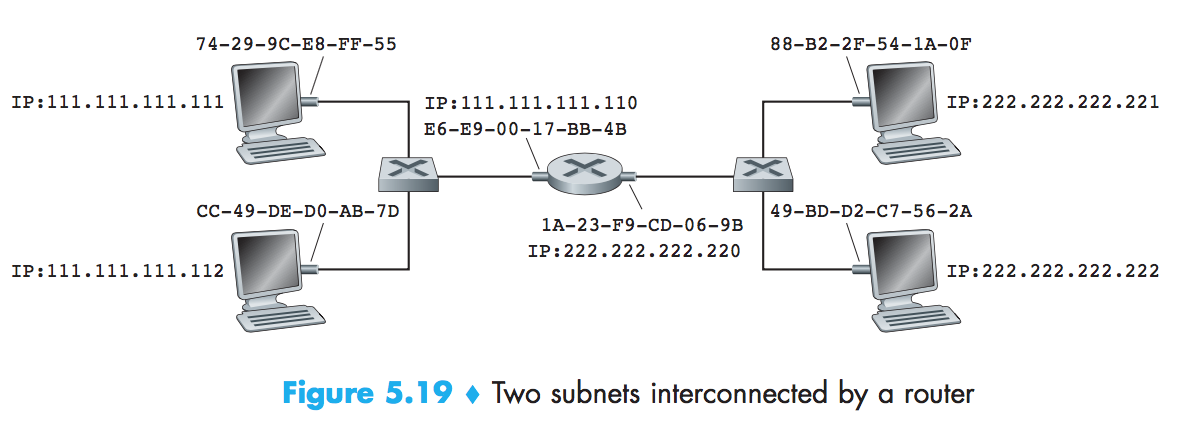 74-29-9C-E8-FF-55
88-B2-2F-54-1A-0F
IP:111.111.111.111
IP:111.111.111.110
E6-E9-00-17-BB-4B
IP:222.222.222.221
CC-49-DE-D0-AB-7D
1A-23-F9-CD-06-9B
IP:222.222.222.220
49-BD-D2-C7-56-2A
IP:111.111.111.112
IP:222.222.222.222
Figure 5.19 ♦ Two subnets interconnected by a router